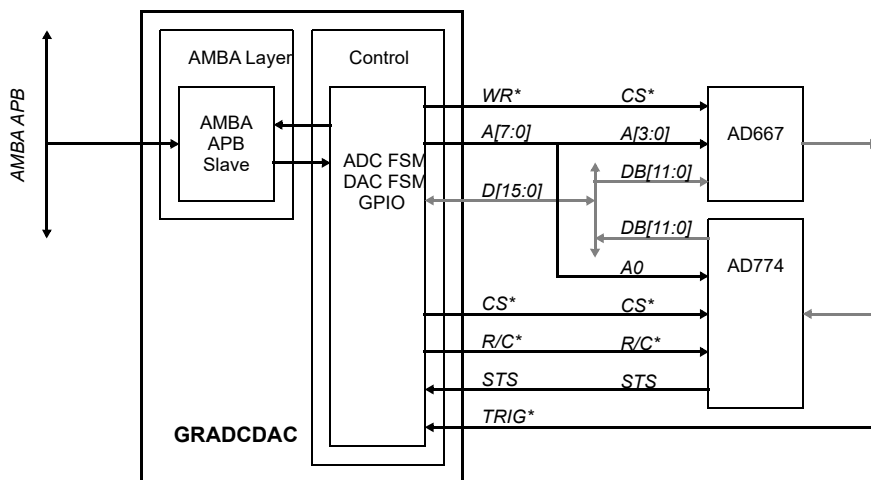 AMBA APB
AMBA Layer
Control
AMBA
APB
Slave
ADC FSM
DAC FSM
GPIO
GRADCDAC
WR*
CS*
A[7:0]
A[3:0]
DB[11:0]
D[15:0]
DB[11:0]
A0
CS*
CS*
R/C*
R/C*
STS
STS
TRIG*
AD667
AD774